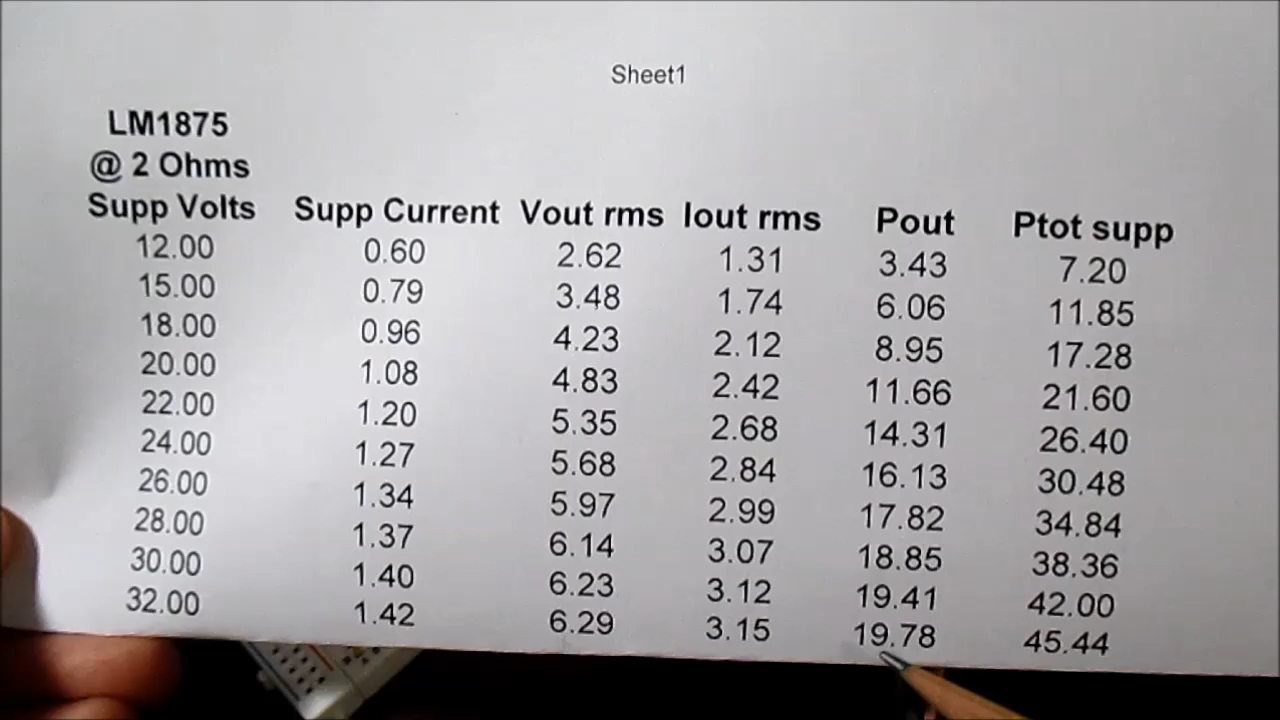 Sheet1
LM1875
@ 2 Ohms
Supp Volts Supp Current Vout rms Iout rms Pout Ptot supp
12.00 0.60 2.62 1.31 3.43 7.20
15.00 0.79 3.48 1.74 6.06 11.85
18.00 0.96 4.23 2.12 8.95 17.28
20.00 1.08 4.83 2.42 11.66 21.60
22.00 1.20 5.35 2.68 14.31 26.40
24.00 1.27 5.68 2.84 16.13 30.48
26.00 1.34 5.97 2.99 17.82 34.84
28.00 1.37 6.14 3.07 18.85 38.36
30.00 1.40 6.23 3.12 19.41 42.00
32.00 1.42 6.29 3.15 19.78 45.44